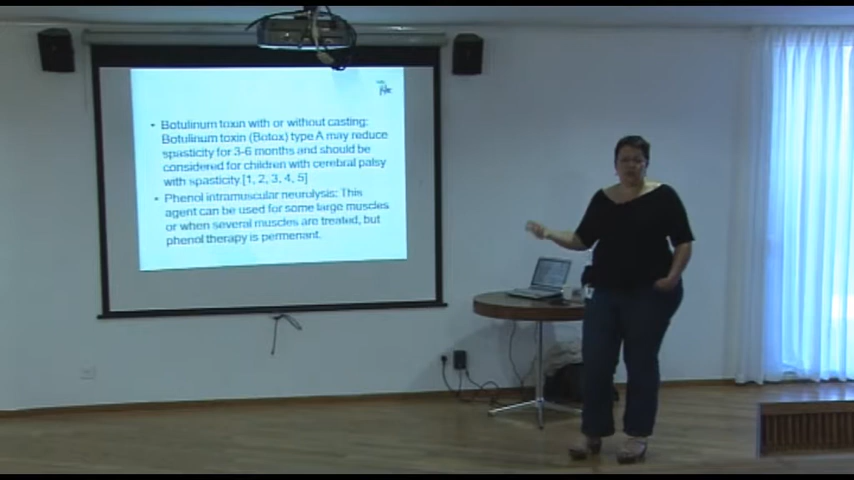 • Botulinum toxin with or without casting:
Botulinum toxin (Botox) type A may reduce
spasticity for 3-6 months and should be
considered for children with cerebral palsy
with spasticity.[1, 2, 3, 4, 5]
• Phenol intramuscular neurolysis: This
agent can be used for some large muscles
or when several muscles are treated, but
phenol therapy is permenant.